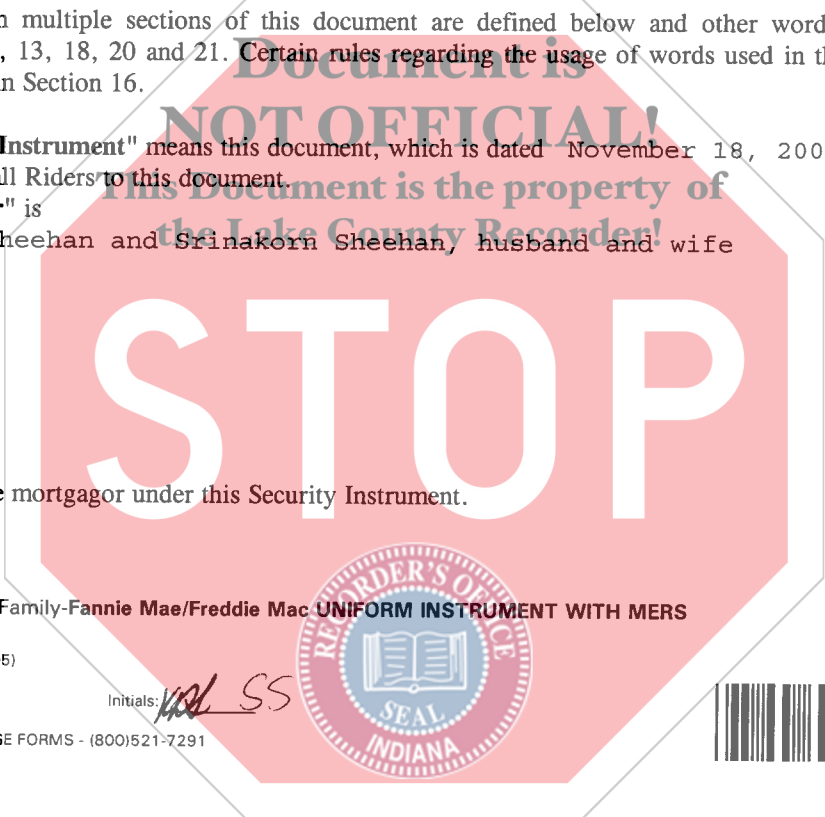 n multiple sections of this document are defined below and other word
, 13, 18, 20 and 21. Certain rules regarding the usage of words used in t
n Section 16.
Document is
NOT OFFICIAL!
This Document is the property of
the Lake County Recorder!
Instrument" means this document, which is dated November 18, 200
ll Riders to this document.
" is
heehan and Srinakorn Sheehan, husband and wife
STOP
e mortgagor under this Security Instrument.
Family-Fannie Mae/Freddie Mac UNIFORM INSTRUMENT WITH MERS
5)
Initials: SS
GE FORMS - (800)521-7291
RECORDER'S OFFICE
SEAL
INDIANA